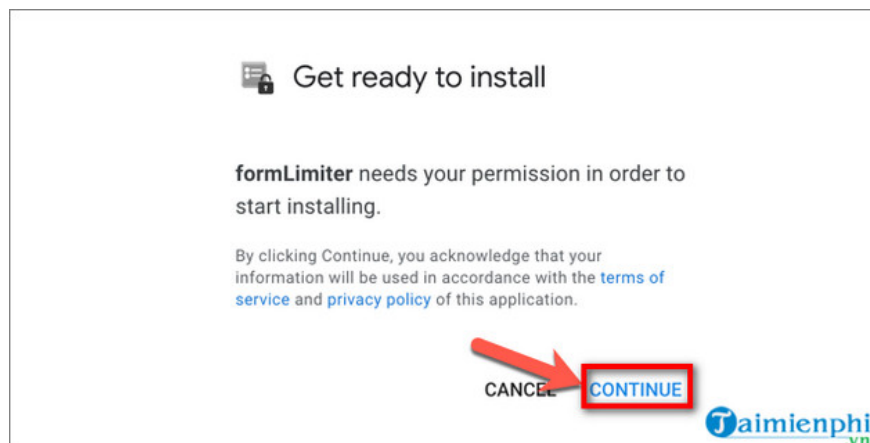 Get ready to install
formLimiter needs your permission in order to
start installing.
By clicking Continue, you acknowledge that your
information will be used in accordance with the terms of
service and privacy policy of this application.
CANCEL CONTINUE
Taimienphi
vn